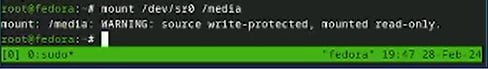 root@fedora:~# mount /dev/sr0 /media
mount: /media: WARNING: source write-protected, mounted read-only.
root@fedora:~#
[0] 0:sudo* "fedora" 19:47 28-Feb-24